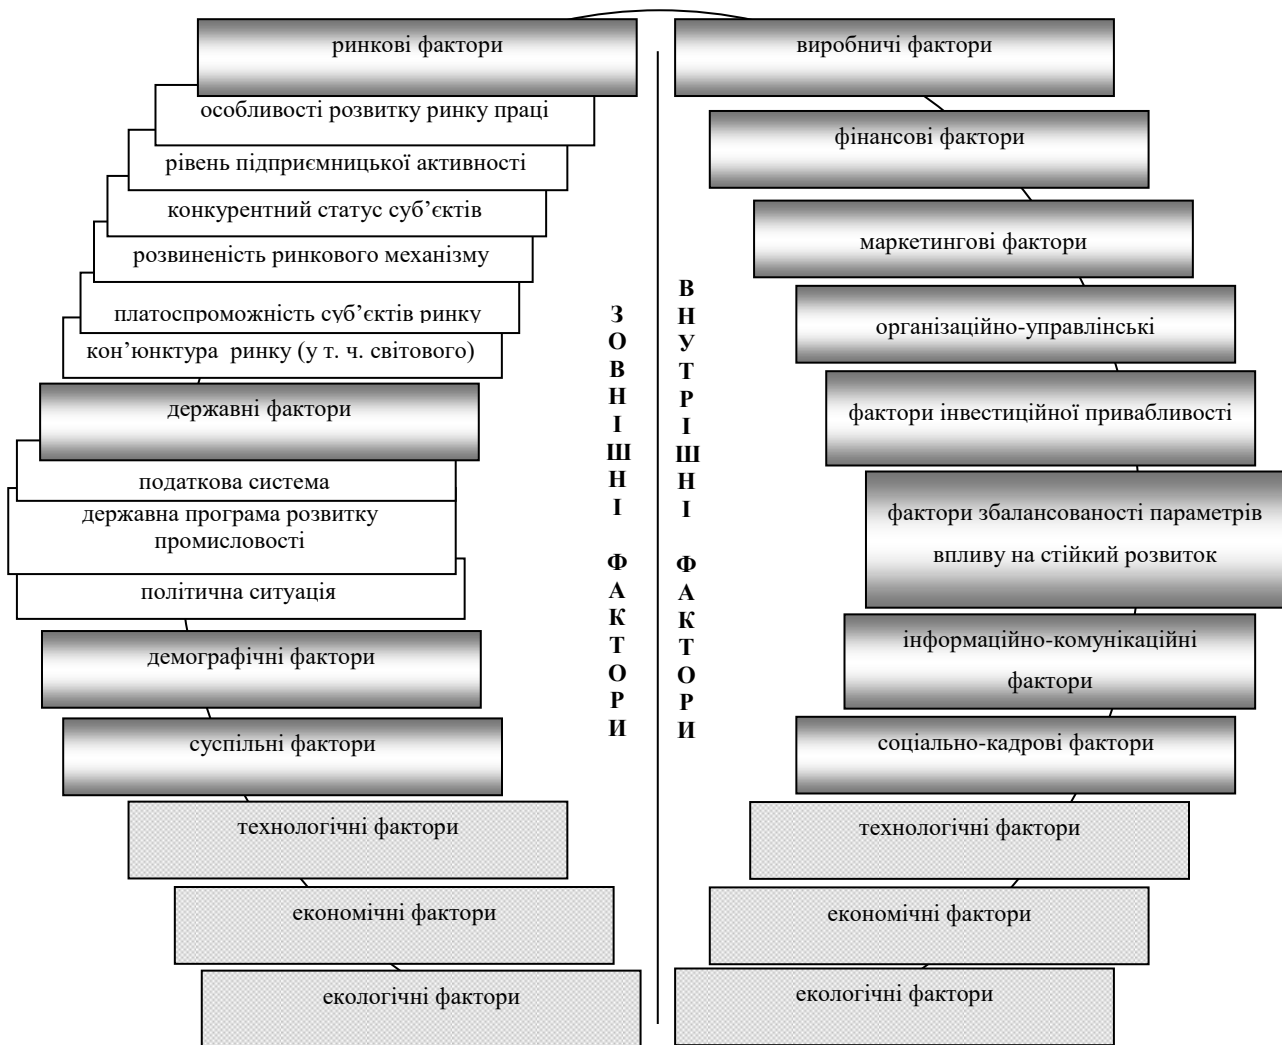 ринкові фактори
особливості розвитку ринку праці
рівень підприємницької активності
конкурентний статус суб’єктів
розвиненість ринкового механізму
платоспроможність суб’єктів ринку
кон’юнктура ринку (у т. ч. світового)
державні фактори
податкова система
державна програма розвитку
промисловості
політична ситуація
демографічні фактори
суспільні фактори
технологічні фактори
економічні фактори
екологічні фактори
ЗОВНІШНІ ФАКТОРИ
ВНУТРІШНІ ФАКТОРИ
виробничі фактори
фінансові фактори
маркетингові фактори
організаційно-управлінські
фактори інвестиційної привабливості
фактори збалансованості параметрів
впливу на стійкий розвиток
інформаційно-комунікаційні
фактори
соціально-кадрові фактори
технологічні фактори
економічні фактори
екологічні фактори